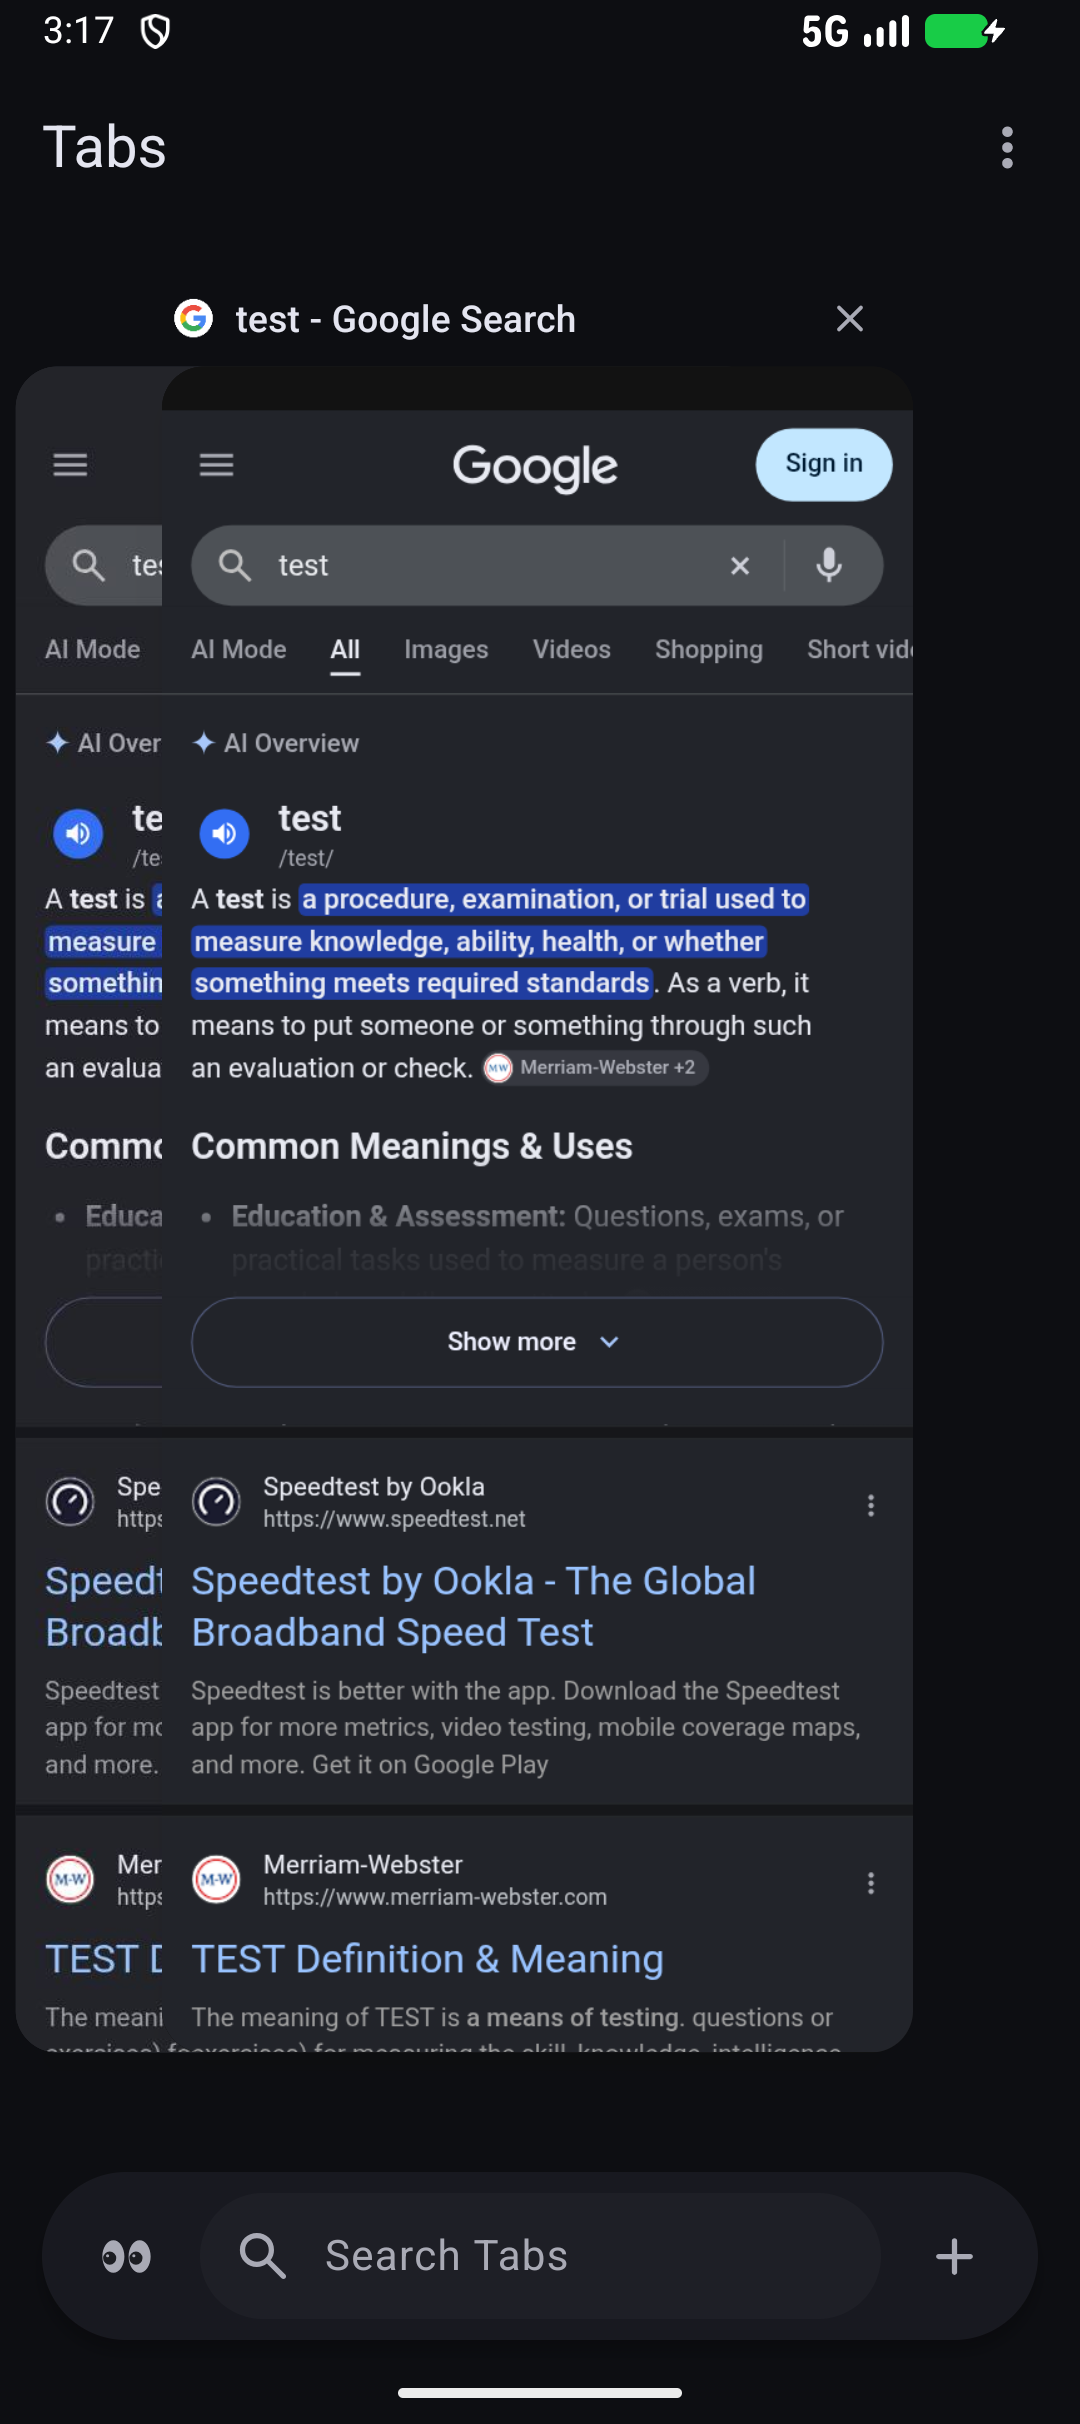 3:17
5G
Tabs
test - Google Search
Google
Sign in
test
AI Mode
AI Mode All Images Videos Shopping
AI Overview
test
/test/
A test is a procedure, examination, or trial used to
measure knowledge, ability, health, or whether
something meets required standards. As a verb, it
means to put someone or something through such
an evaluation or check. MW Merriam-Webster +2
Common Meanings & Uses
• Education & Assessment: Questions, exams, or
practical tasks used to measure a person's
Show more
Speedtest by Ookla
https://www.speedtest.net
Speedtest by Ookla - The Global
Broadband Speed Test
Speedtest is better with the app. Download the Speedtest
app for more metrics, video testing, mobile coverage maps,
and more. Get it on Google Play
M-W
Merriam-Webster
https://www.merriam-webster.com
TEST Definition & Meaning
The meaning of TEST is a means of testing. questions or
Search Tabs